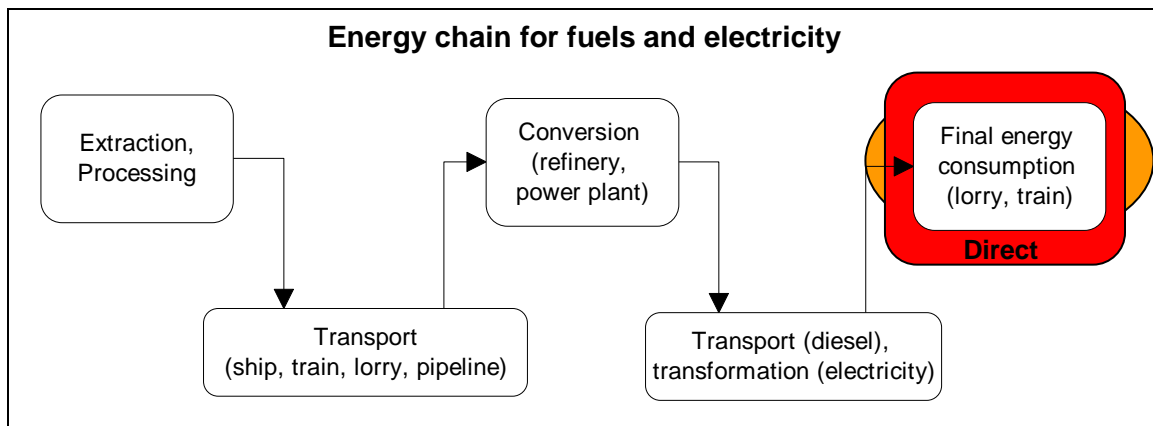 Energy chain for fuels and electricity
Extraction,
Processing
Transport
(ship, train, lorry, pipeline)
Conversion
(refinery,
power plant)
Transport (diesel),
transformation (electricity)
Final energy
consumption
(lorry, train)
Direct